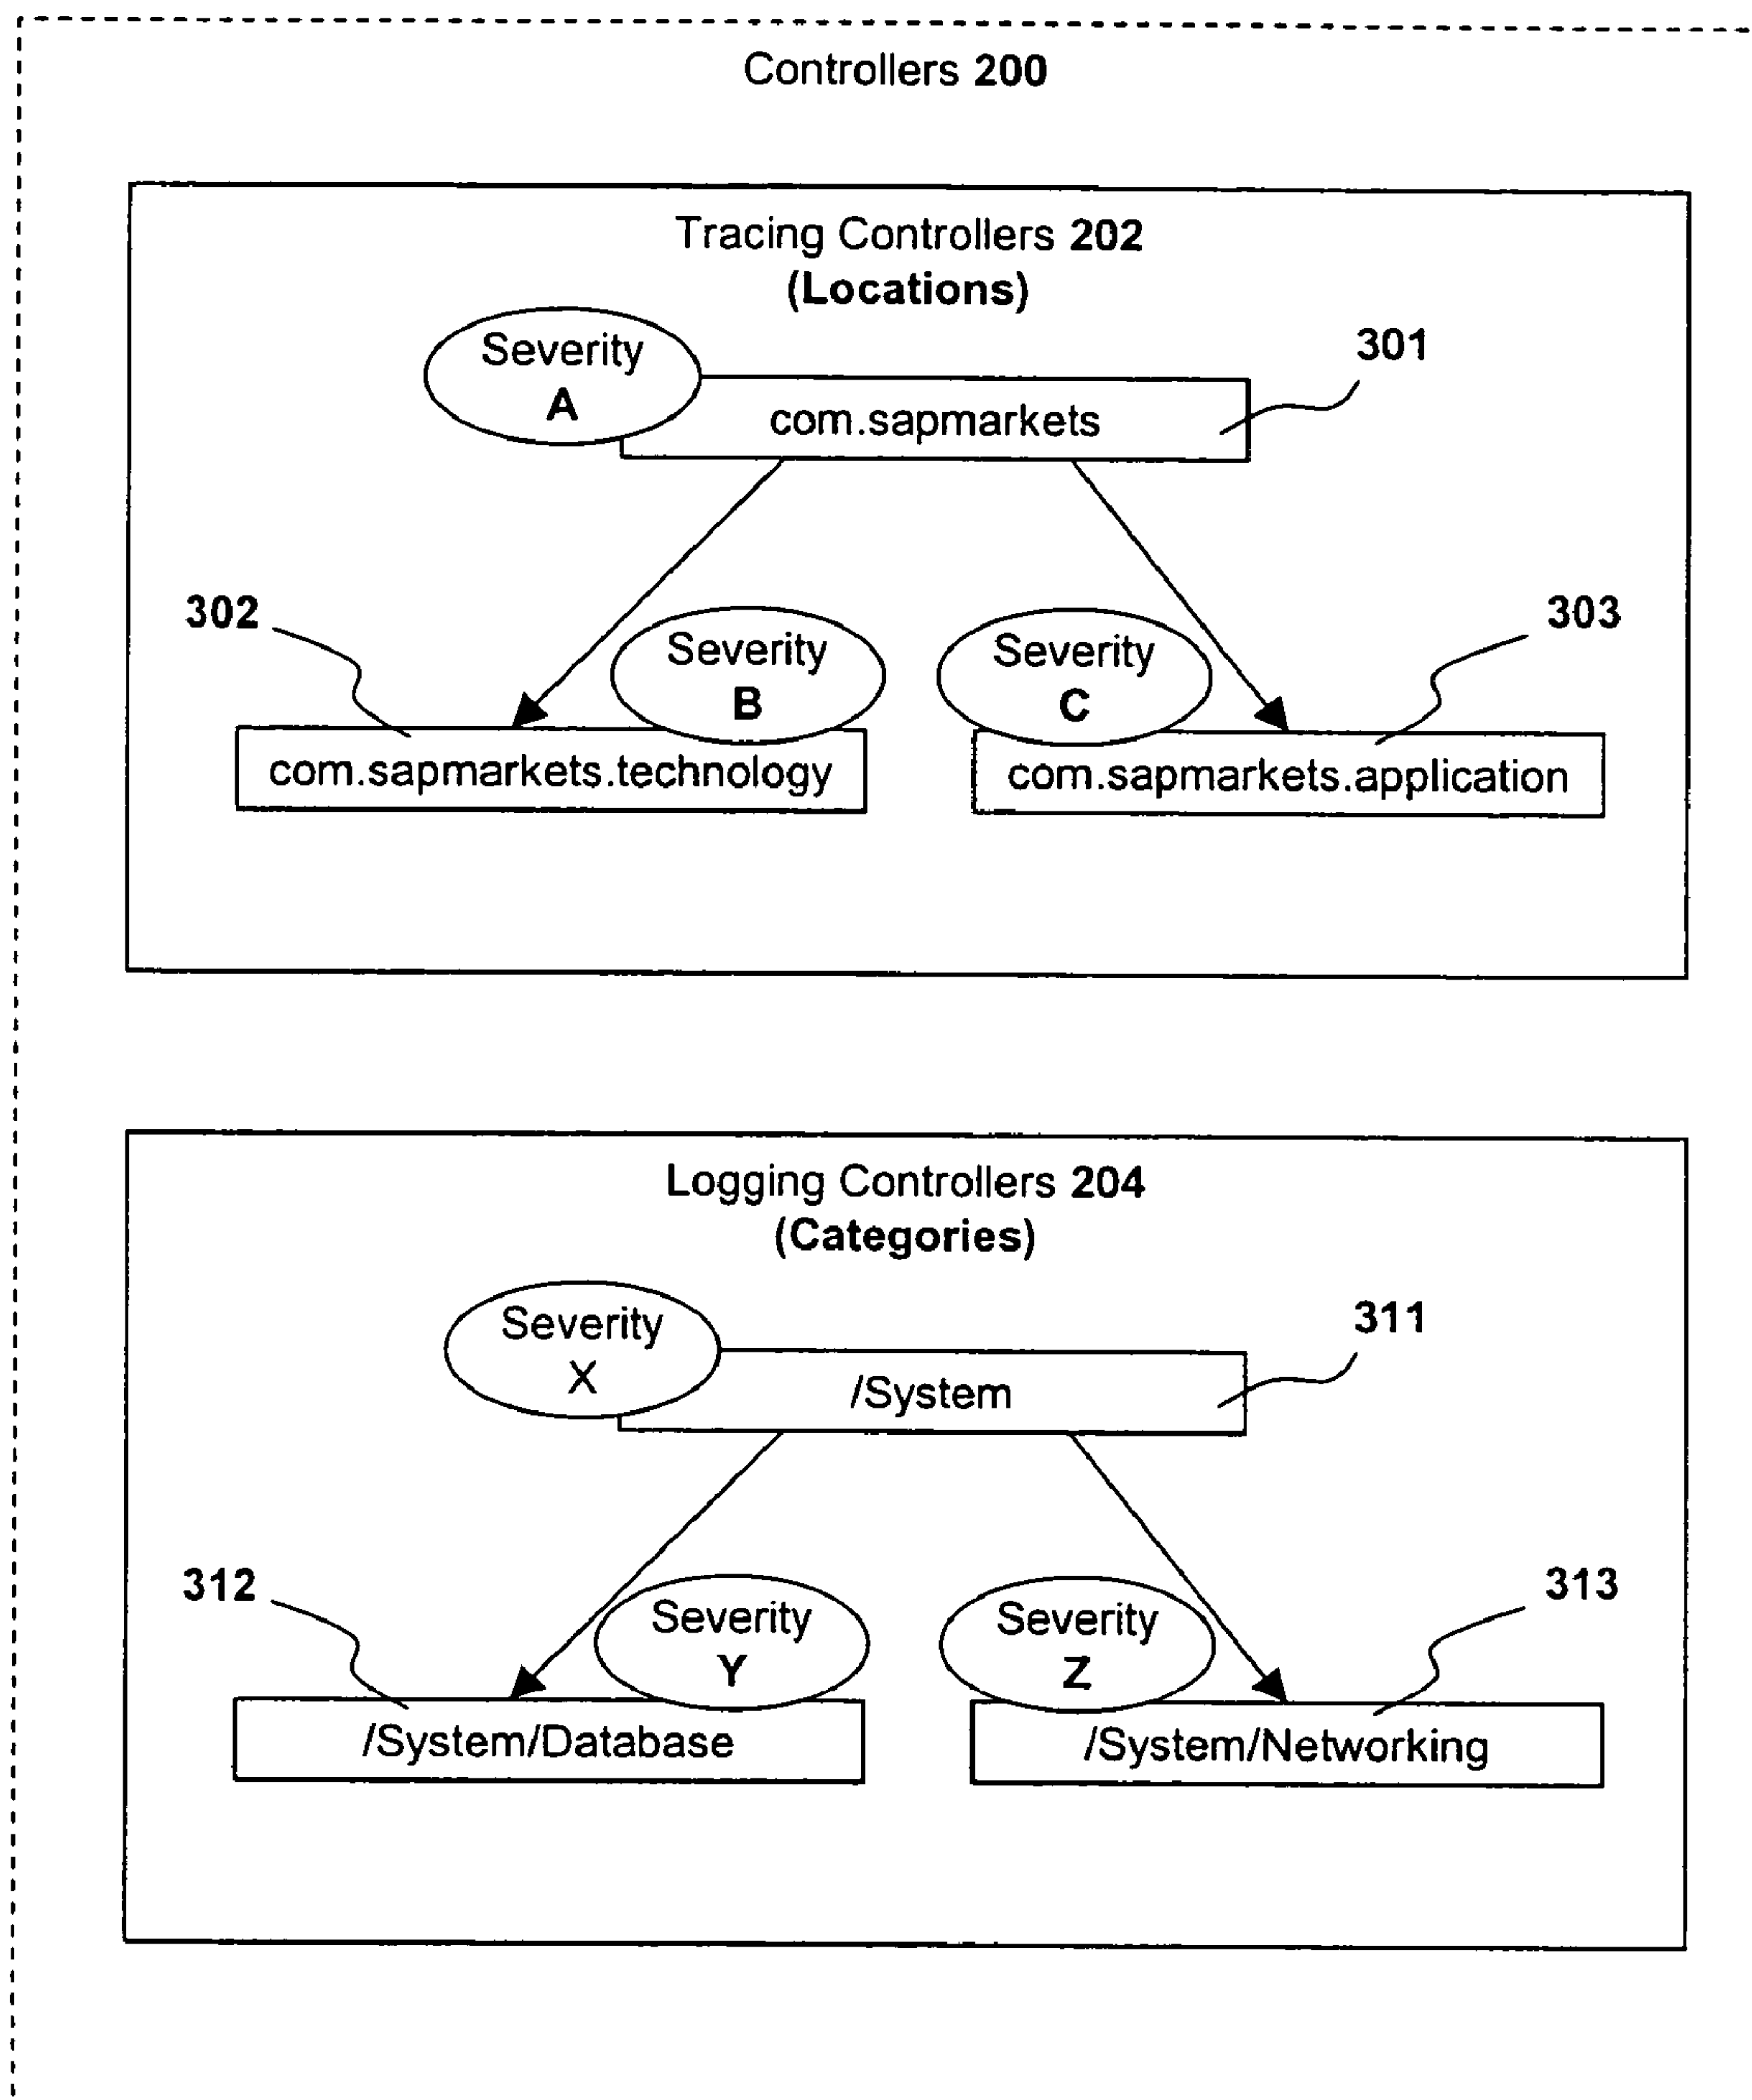 Controllers 200
Tracing Controllers 202
(Locations)
Severity
A
301
com.sapmarkets
302
Severity
B
Severity
C
303
com.sapmarkets.technology
com.sapmarkets.application
Logging Controllers 204
(Categories)
Severity
X
311
/System
312
Severity
Y
Severity
Z
313
/System/Database
/System/Networking